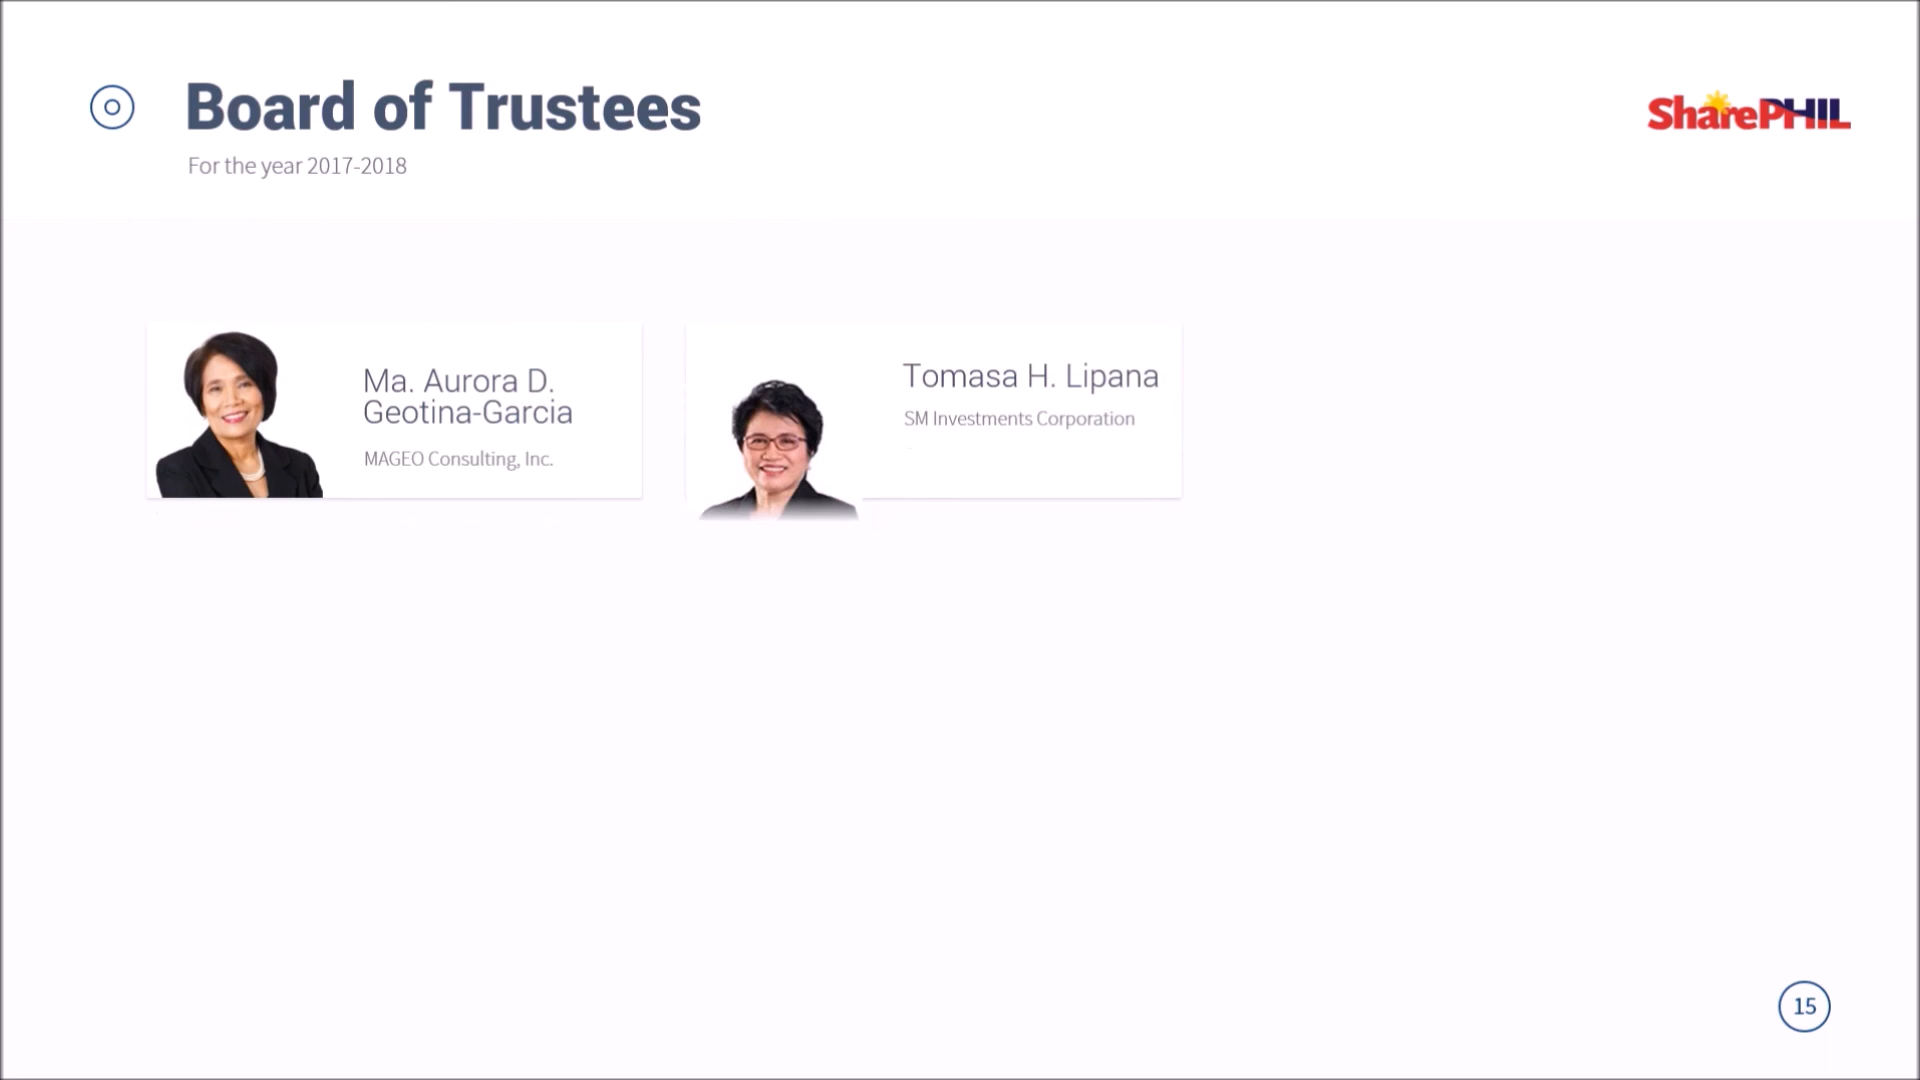 Board of Trustees
For the year 2017-2018
SharePHIL
Ma. Aurora D.
Geotina-Garcia
MAGEO Consulting, Inc.
Tomasa H. Lipana
SM Investments Corporation
15